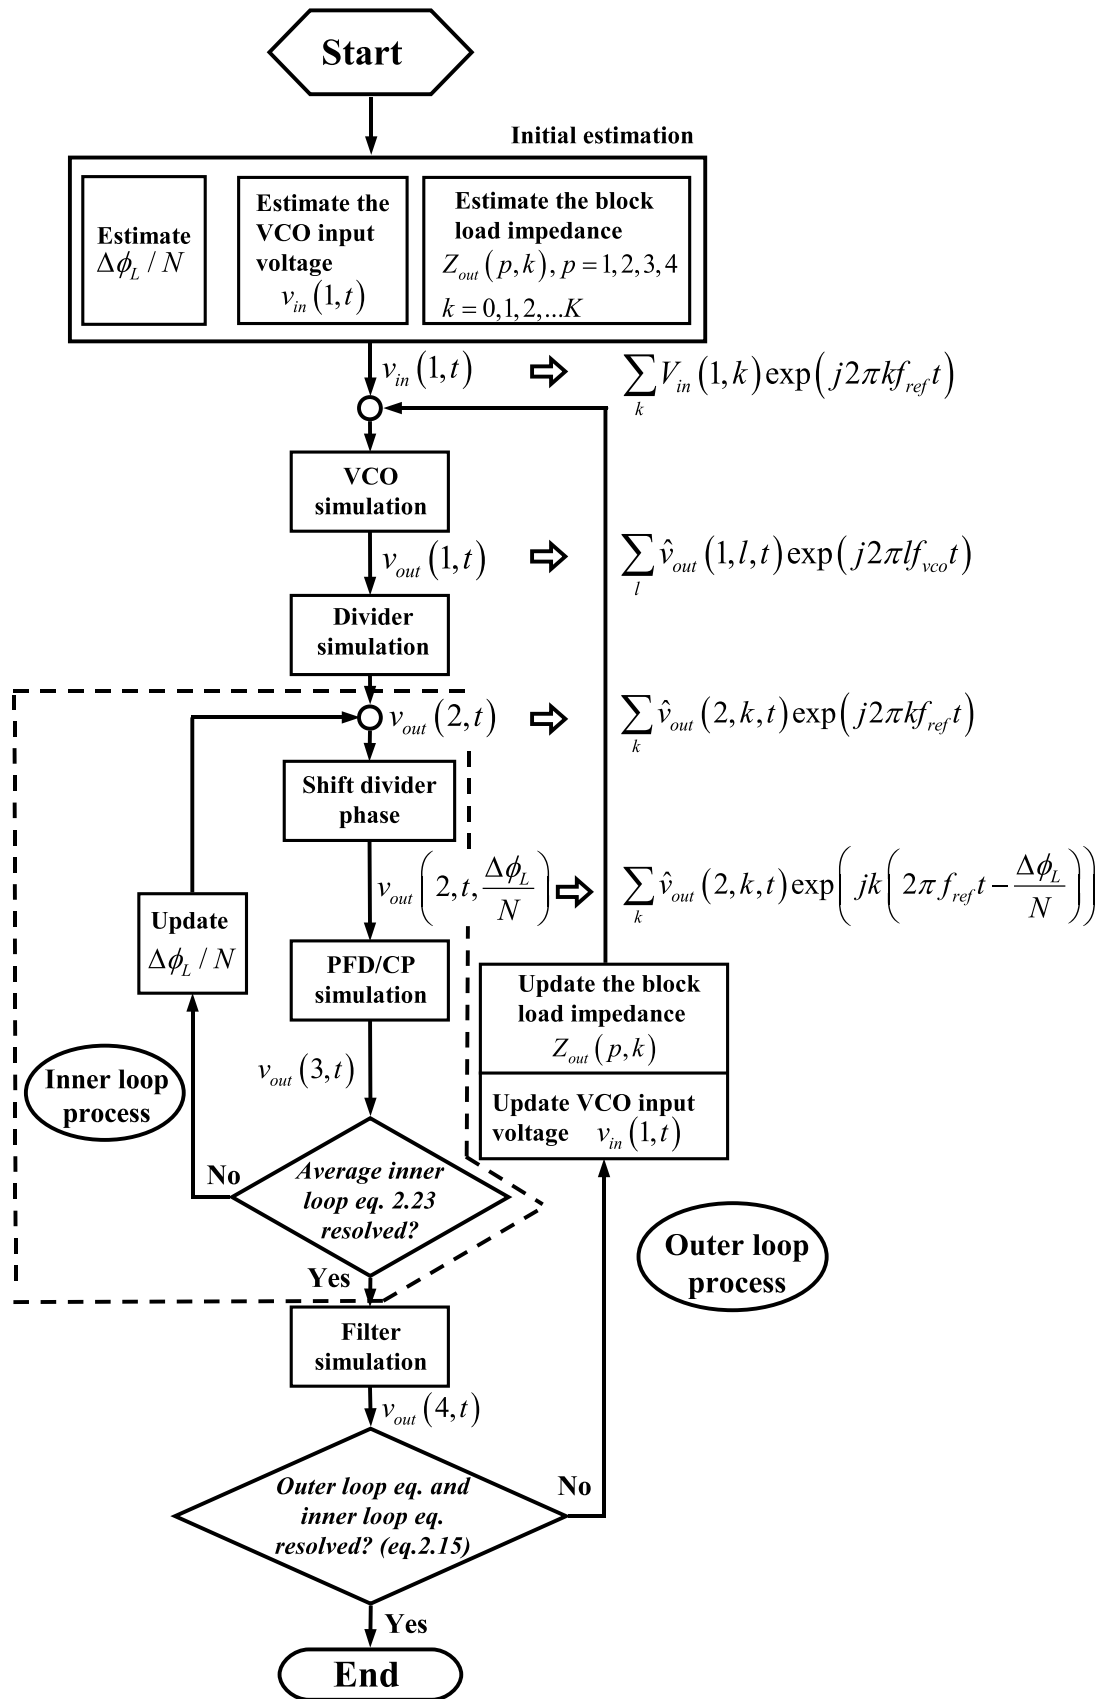 Start
Initial estimation
Estimate
Δϕ_L / N
Estimate the
VCO input
voltage
v_in(1,t)
Estimate the block
load impedance
Z_out(p,k), p = 1,2,3,4
k = 0,1,2,...K
v_in(1,t) ⇨ ∑_k V_in(1,k)exp(j2πkf_ref t)
VCO
simulation
v_out(1,t) ⇨ ∑_l v̂_out(1,l,t)exp(j2πlf_vco t)
Divider
simulation
v_out(2,t) ⇨ ∑_k v̂_out(2,k,t)exp(j2πkf_ref t)
Shift divider
phase
v_out(2,t,Δϕ_L/N) ⇨ ∑_k v̂_out(2,k,t)exp(jk(2πf_ref t−Δϕ_L/N))
Update
Δϕ_L / N
PFD/CP
simulation
Update the block
load impedance
Z_out(p,k)
Update VCO input
voltage v_in(1,t)
v_out(3,t)
Inner loop
process
No
Average inner
loop eq. 2.23
resolved?
Yes
Outer loop
process
Filter
simulation
v_out(4,t)
Outer loop eq. and
inner loop eq.
resolved? (eq.2.15)
No
Yes
End